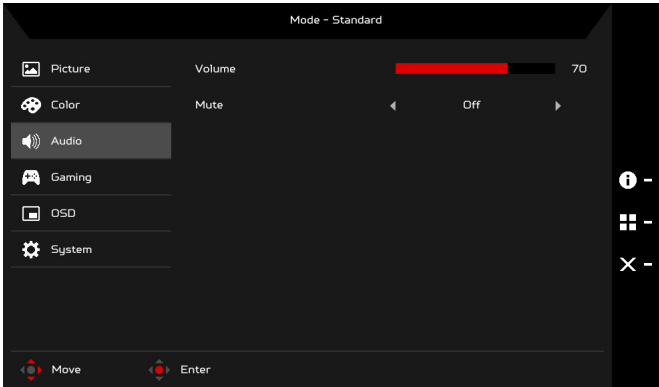 Mode - Standard
Picture
Volume 70
Color
Mute Off
Audio
Gaming
OSD
System
Move Enter